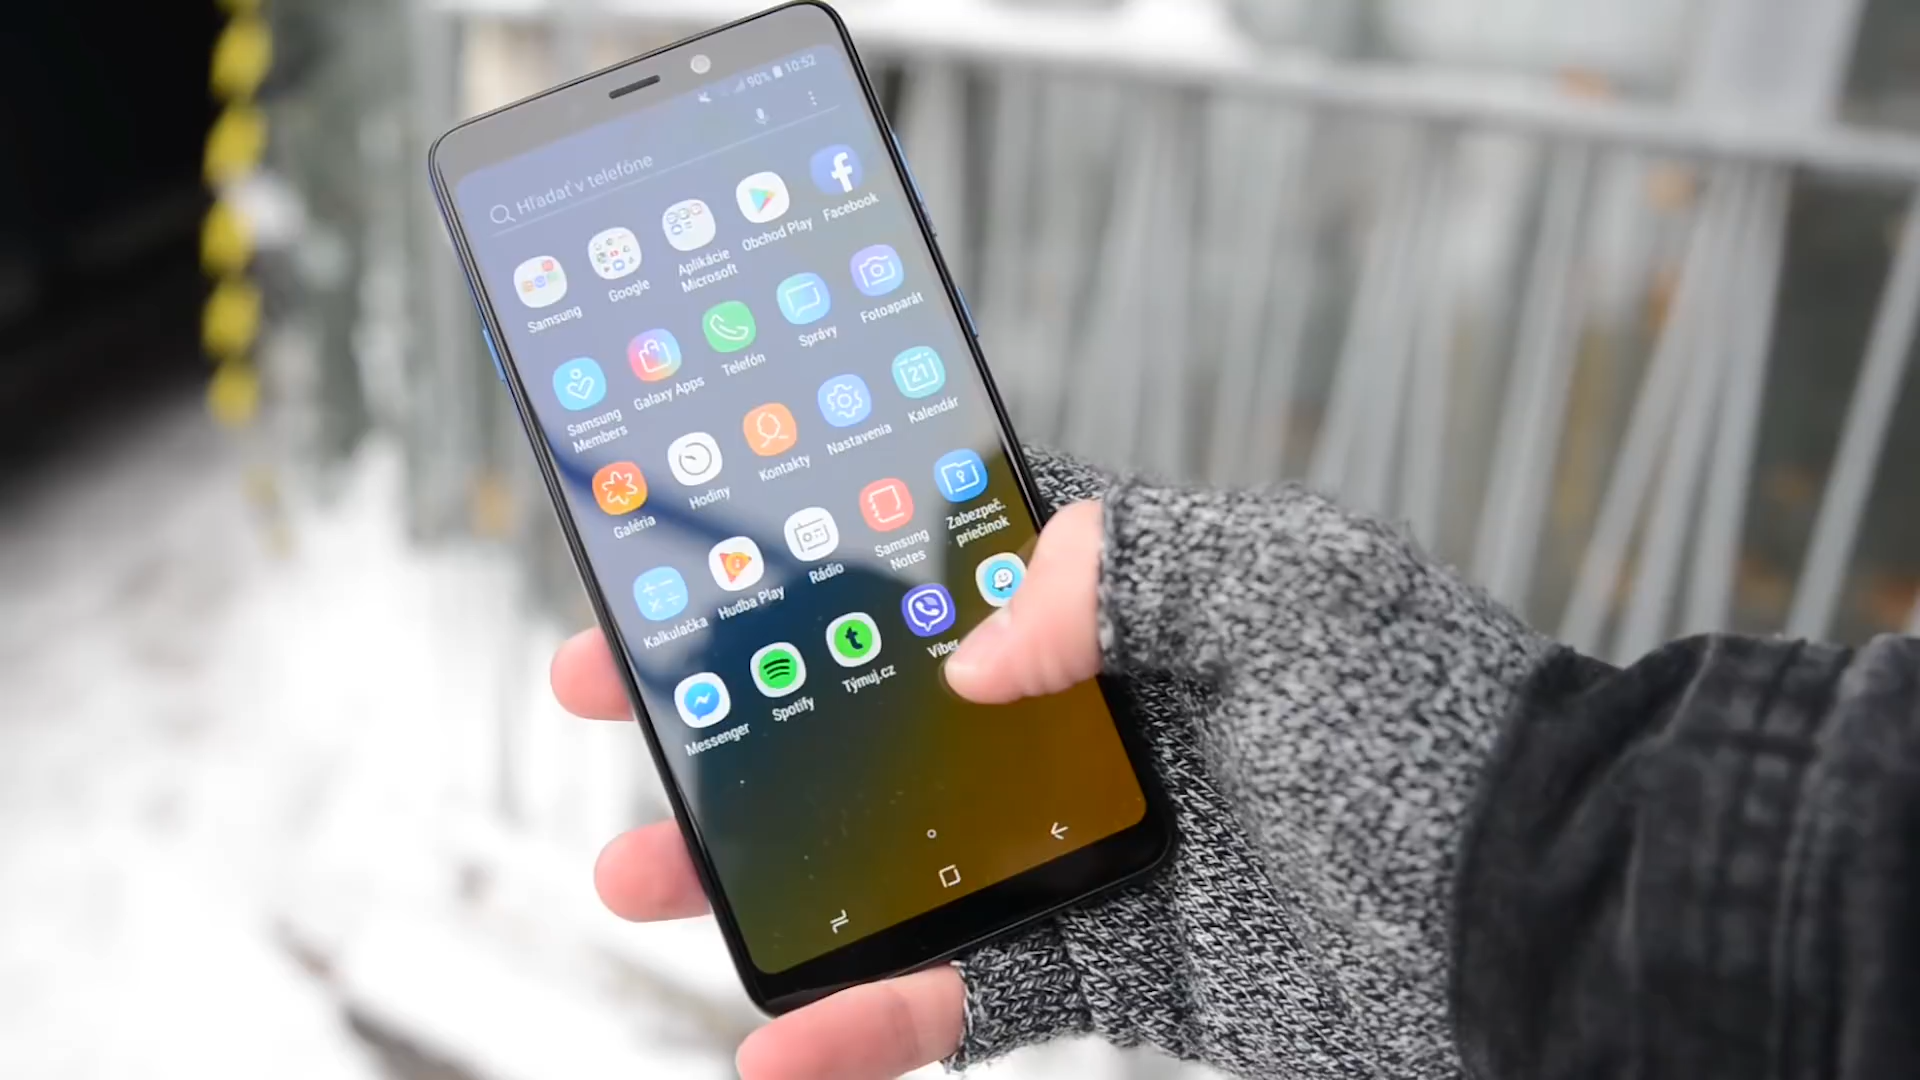 90% 10:52
Hľadať v telefóne
Samsung
Google
Aplikácie
Microsoft
Obchod Play
Facebook
Samsung
Members
Galaxy Apps
Telefón
Správy
Fotoaparát
Galéria
Hodiny
Kontakty
Nastavenia
21
Kalendár
Kalkulačka
Hudba Play
Rádio
Samsung
Notes
Zabezpeč.
priečinok
Messenger
Spotify
Týmuj.cz
Viber